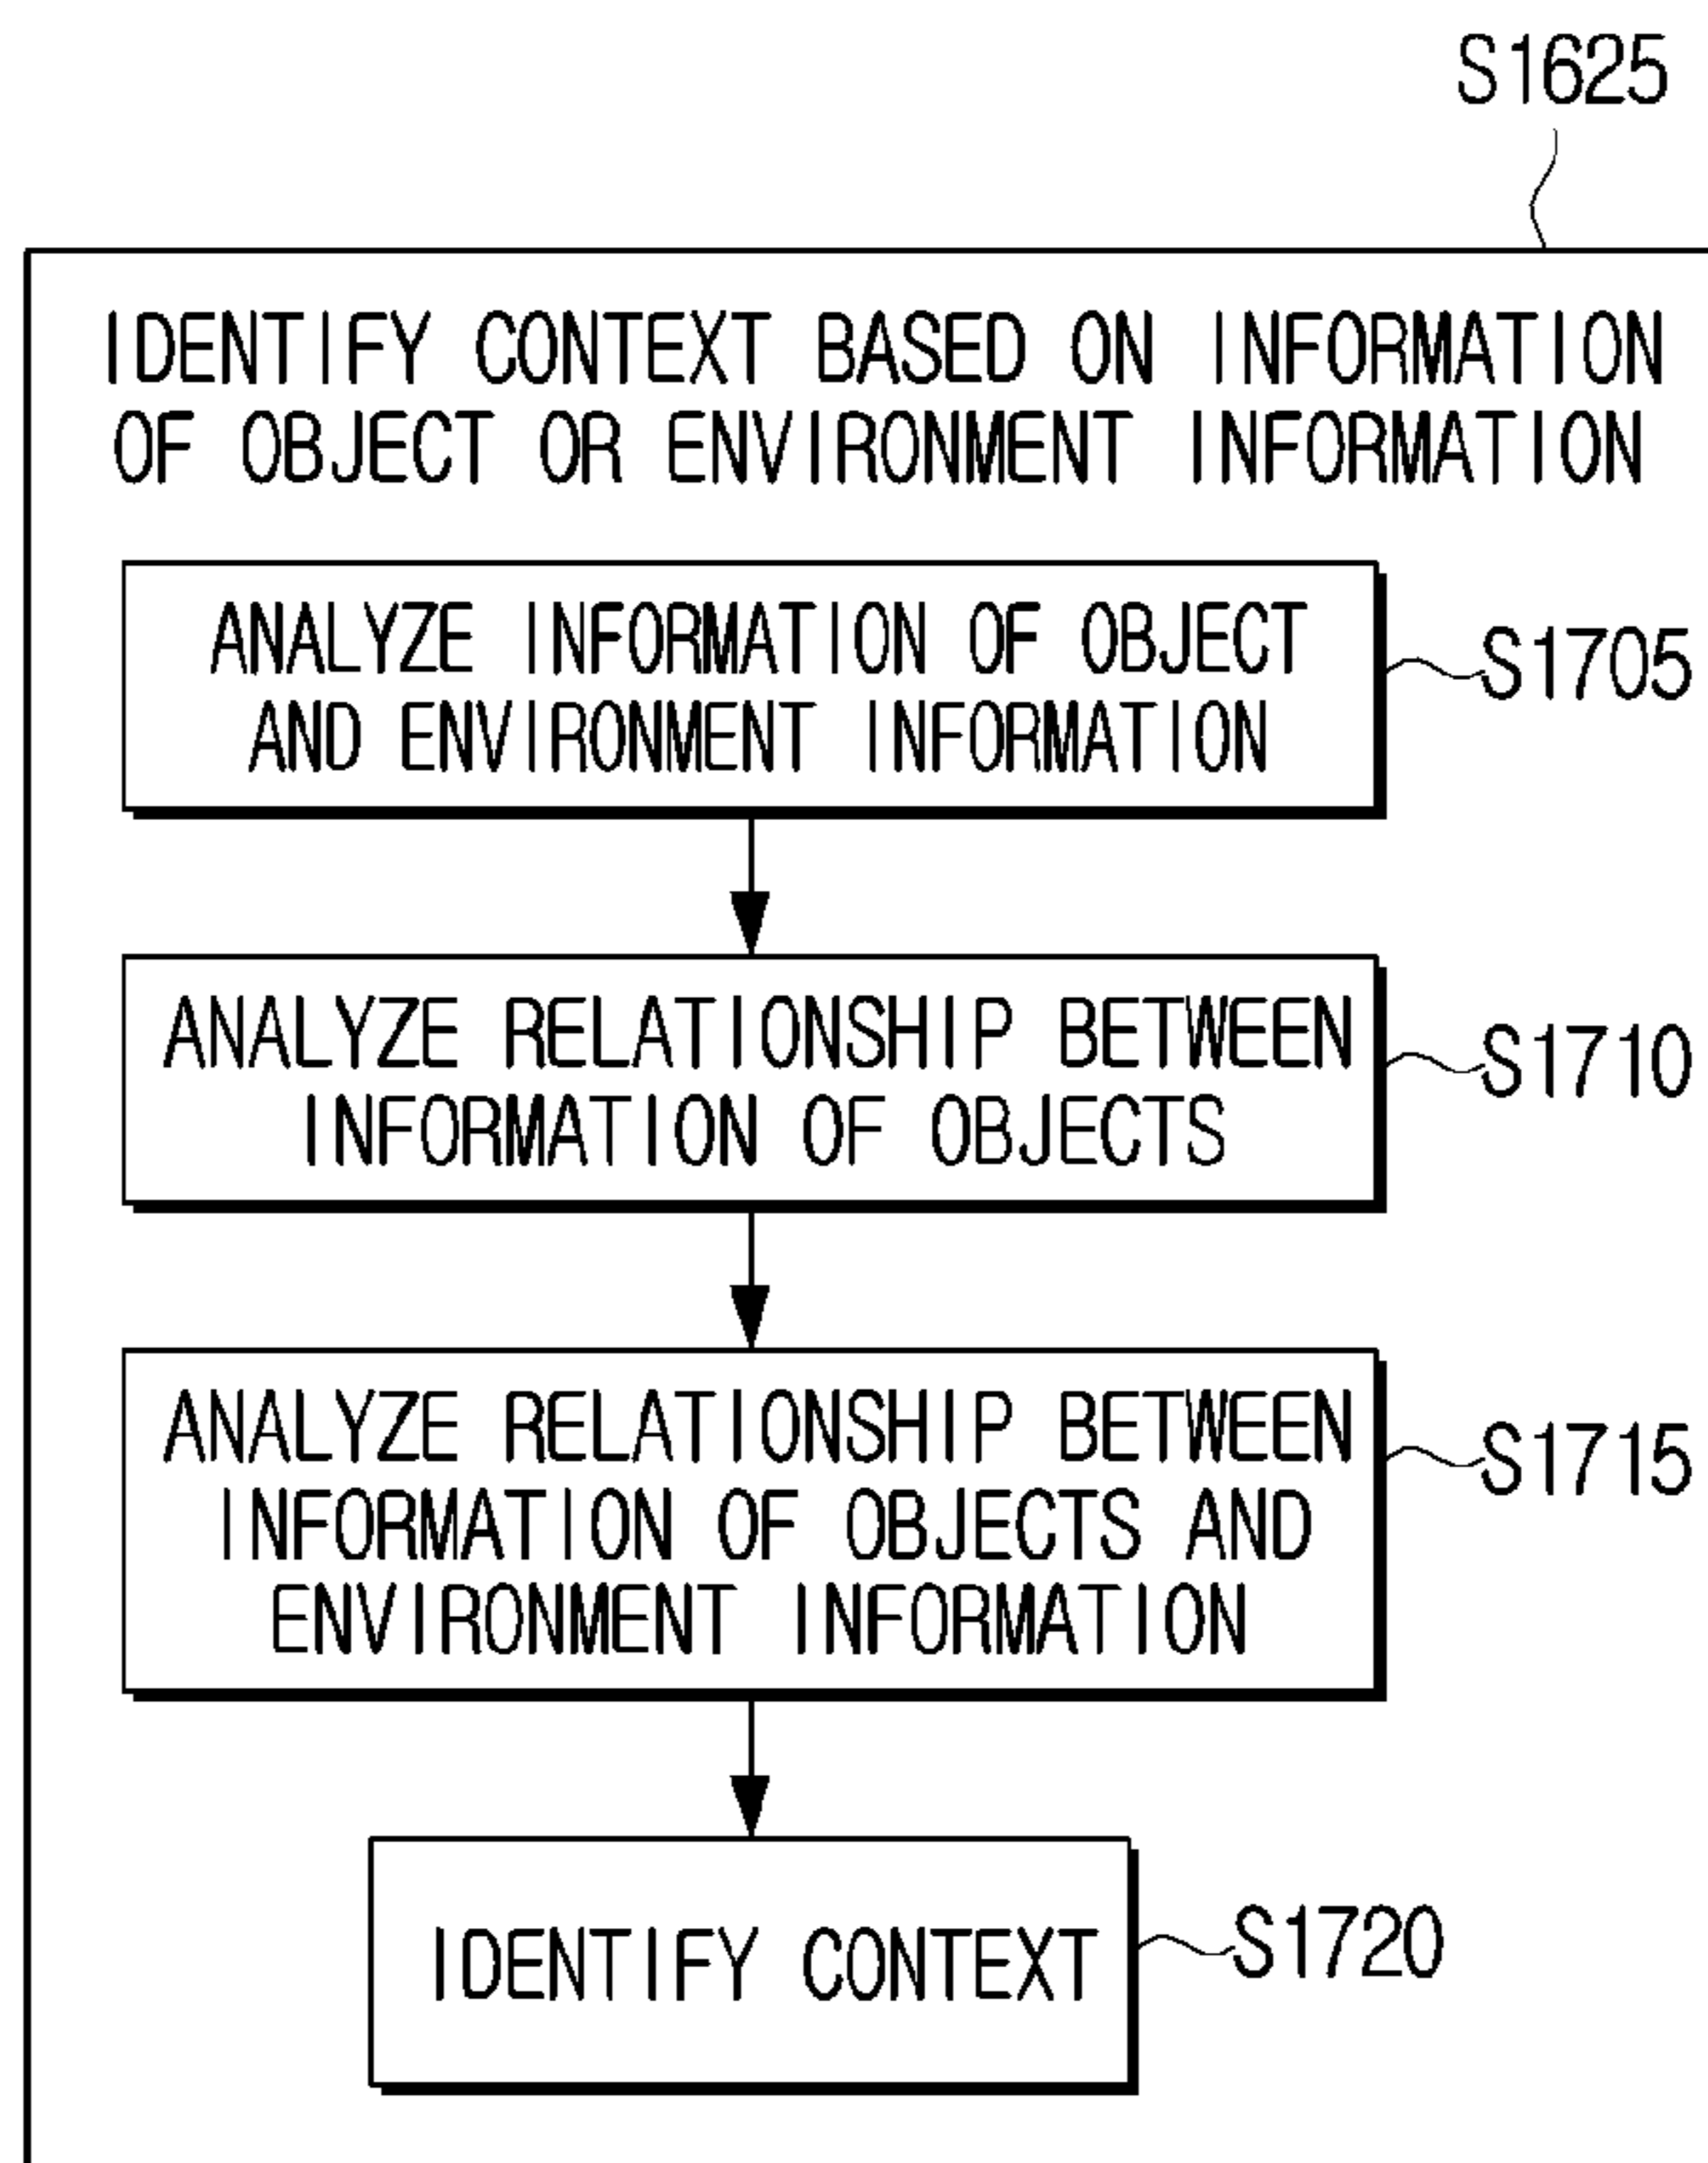 S1625
IDENTIFY CONTEXT BASED ON INFORMATION
OF OBJECT OR ENVIRONMENT INFORMATION
ANALYZE INFORMATION OF OBJECT
AND ENVIRONMENT INFORMATION
S1705
ANALYZE RELATIONSHIP BETWEEN
INFORMATION OF OBJECTS
S1710
ANALYZE RELATIONSHIP BETWEEN
INFORMATION OF OBJECTS AND
ENVIRONMENT INFORMATION
S1715
IDENTIFY CONTEXT
S1720